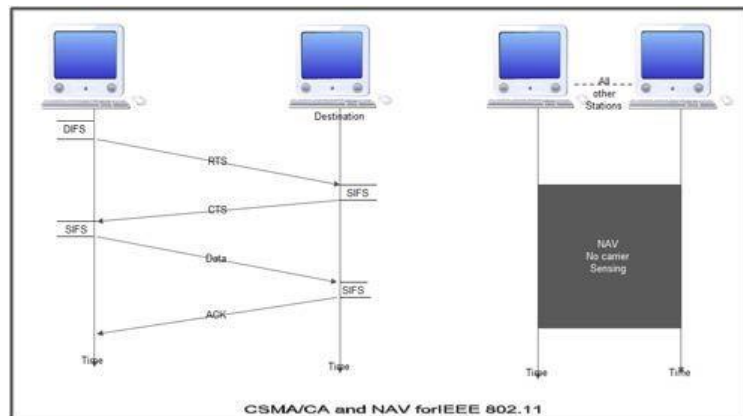 All
other
Stations
Destination
DIFS
RTS
SIFS
CTS
SIFS
Data
SIFS
ACK
NAV
No carrier
Sensing
Time
Time
Time
Time
CSMA/CA and NAV forIEEE 802.11